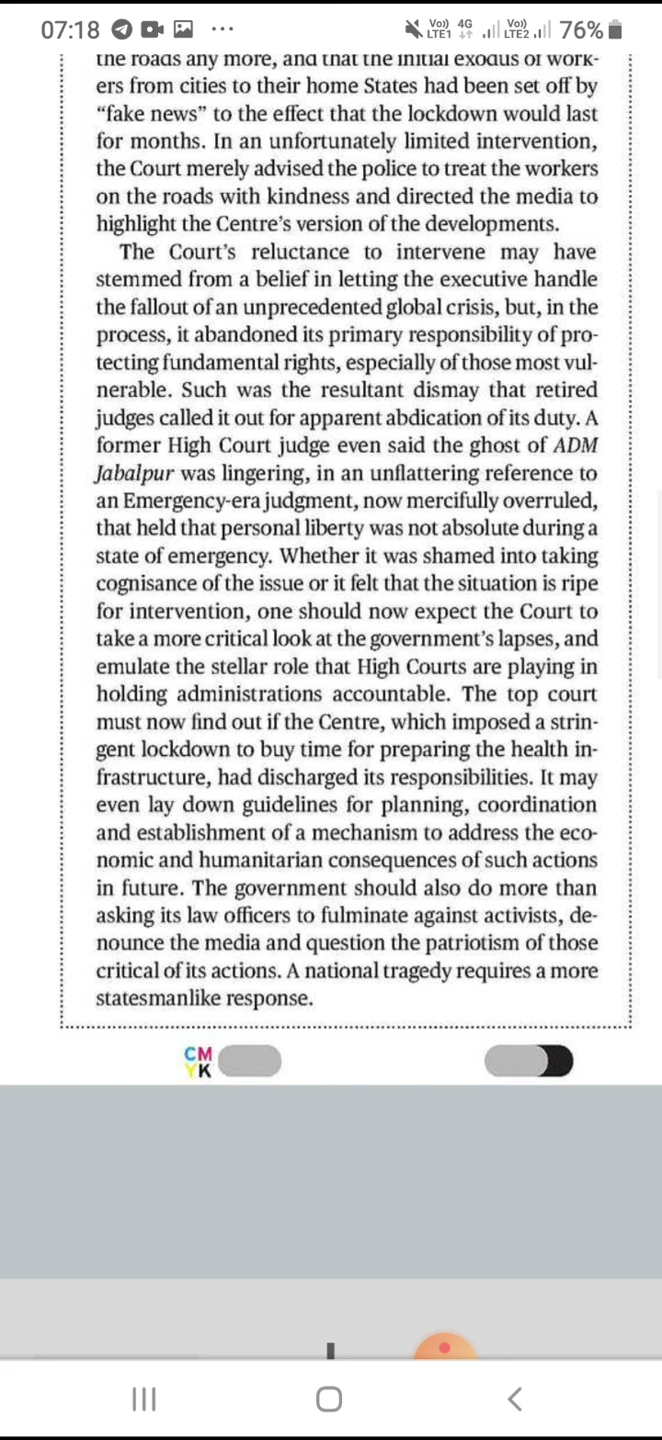 07:18 ... Vo)) LTE1 4G Vo)) LTE2 76%
the roads any more, and that the initial exodus of work-
ers from cities to their home States had been set off by
“fake news” to the effect that the lockdown would last
for months. In an unfortunately limited intervention,
the Court merely advised the police to treat the workers
on the roads with kindness and directed the media to
highlight the Centre’s version of the developments.
The Court’s reluctance to intervene may have
stemmed from a belief in letting the executive handle
the fallout of an unprecedented global crisis, but, in the
process, it abandoned its primary responsibility of pro-
tecting fundamental rights, especially of those most vul-
nerable. Such was the resultant dismay that retired
judges called it out for apparent abdication of its duty. A
former High Court judge even said the ghost of ADM
Jabalpur was lingering, in an unflattering reference to
an Emergency-era judgment, now mercifully overruled,
that held that personal liberty was not absolute during a
state of emergency. Whether it was shamed into taking
cognisance of the issue or it felt that the situation is ripe
for intervention, one should now expect the Court to
take a more critical look at the government’s lapses, and
emulate the stellar role that High Courts are playing in
holding administrations accountable. The top court
must now find out if the Centre, which imposed a strin-
gent lockdown to buy time for preparing the health in-
frastructure, had discharged its responsibilities. It may
even lay down guidelines for planning, coordination
and establishment of a mechanism to address the eco-
nomic and humanitarian consequences of such actions
in future. The government should also do more than
asking its law officers to fulminate against activists, de-
nounce the media and question the patriotism of those
critical of its actions. A national tragedy requires a more
statesmanlike response.
CM
YK